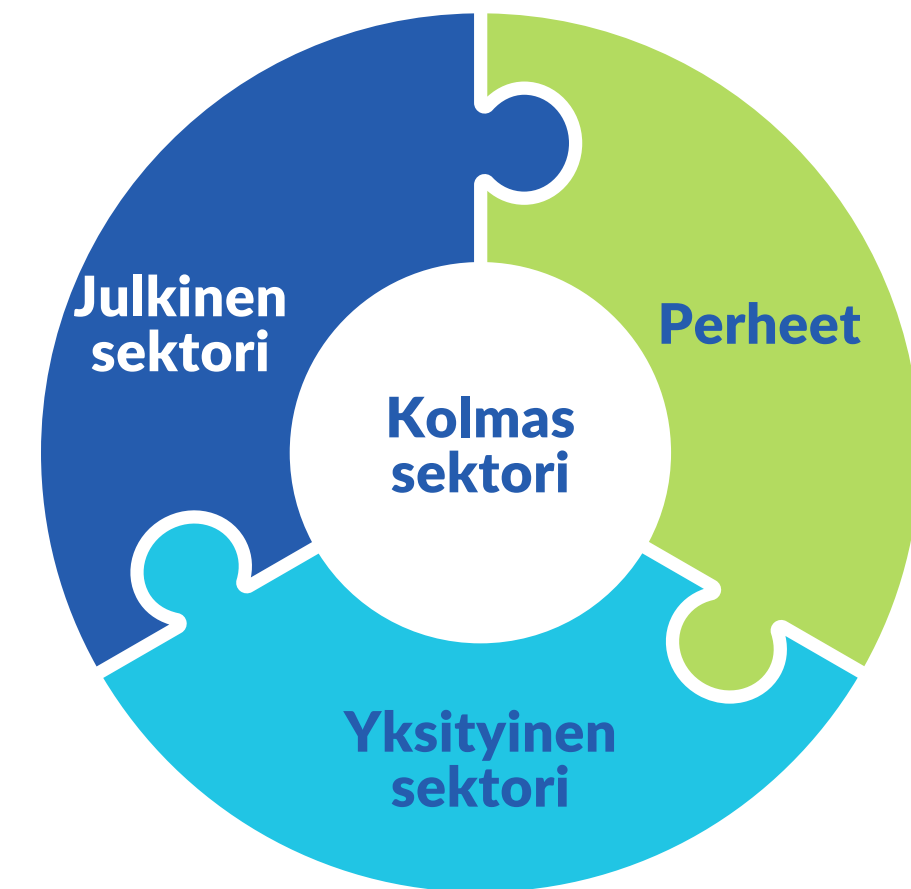 Julkinen
sektori
Perheet
Kolmas
sektori
Yksityinen
sektori